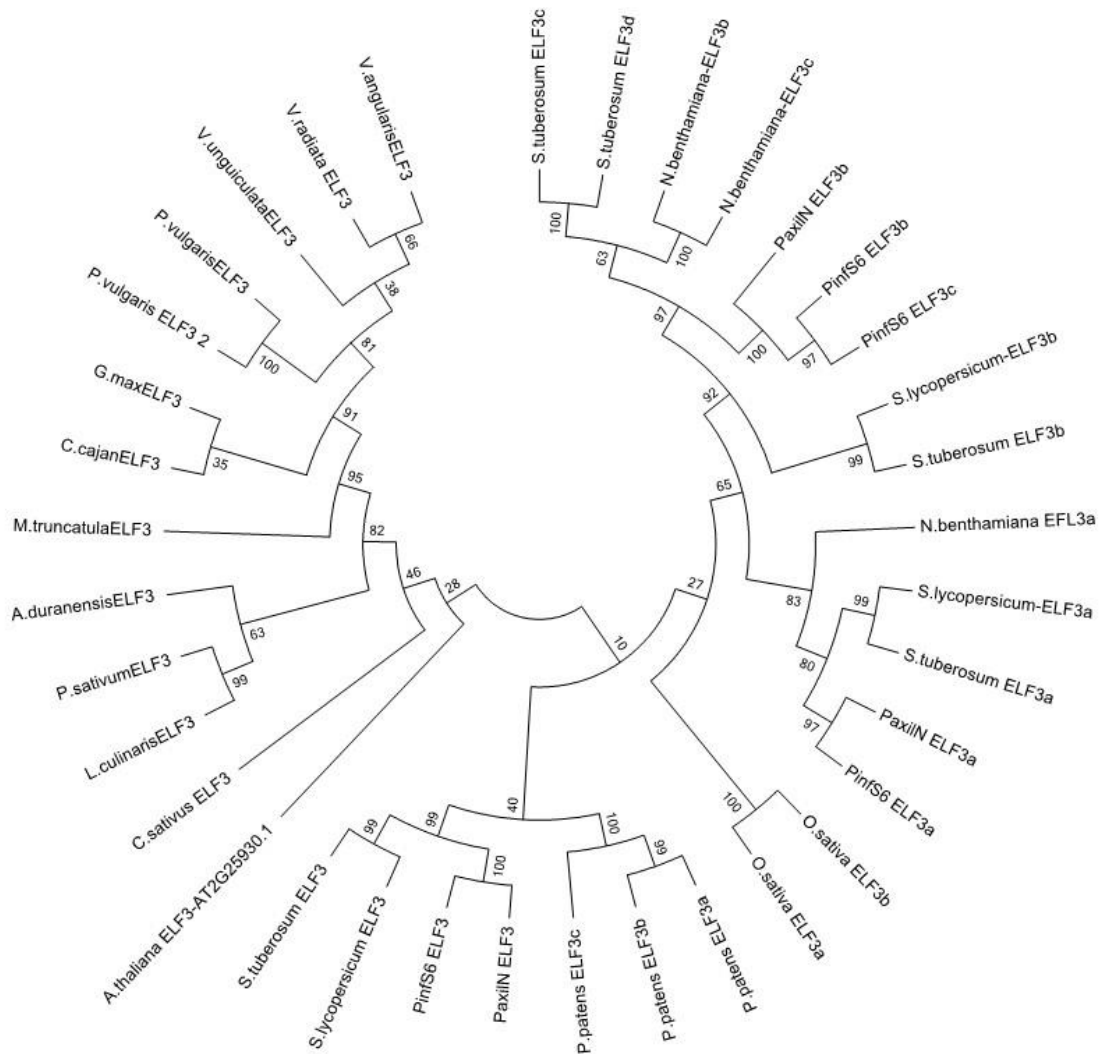 S.tuberosum ELF3c
S.tuberosum ELF3d
N.benthamiana-ELF3b
N.benthamiana-ELF3c
PaxilN ELF3b
PinfS6 ELF3b
PinfS6 ELF3c
S.lycopersicum-ELF3b
S.tuberosum ELF3b
N.benthamiana EFL3a
S.lycopersicum-ELF3a
S.tuberosum ELF3a
PaxilN ELF3a
PinfS6 ELF3a
O.sativa ELF3b
O.sativa ELF3a
P.patens ELF3a
P.patens ELF3b
P.patens ELF3c
PaxilN ELF3
PinfS6 ELF3
S.lycopersicum ELF3
S.tuberosum ELF3
A.thaliana ELF3-AT2G25930.1
C.sativus ELF3
L.culinarisELF3
P.sativumELF3
A.duranensisELF3
M.truncatulaELF3
C.cajanELF3
G.maxELF3
P.vulgaris ELF3 2
P.vulgarisELF3
V.unguiculataELF3
V.radiata ELF3
V.angularisELF3
100
63
100
97
100
97
92
99
65
83
99
80
97
27
100
10
40
100
99
99
99
100
28
46
82
63
99
95
91
35
81
100
38
66